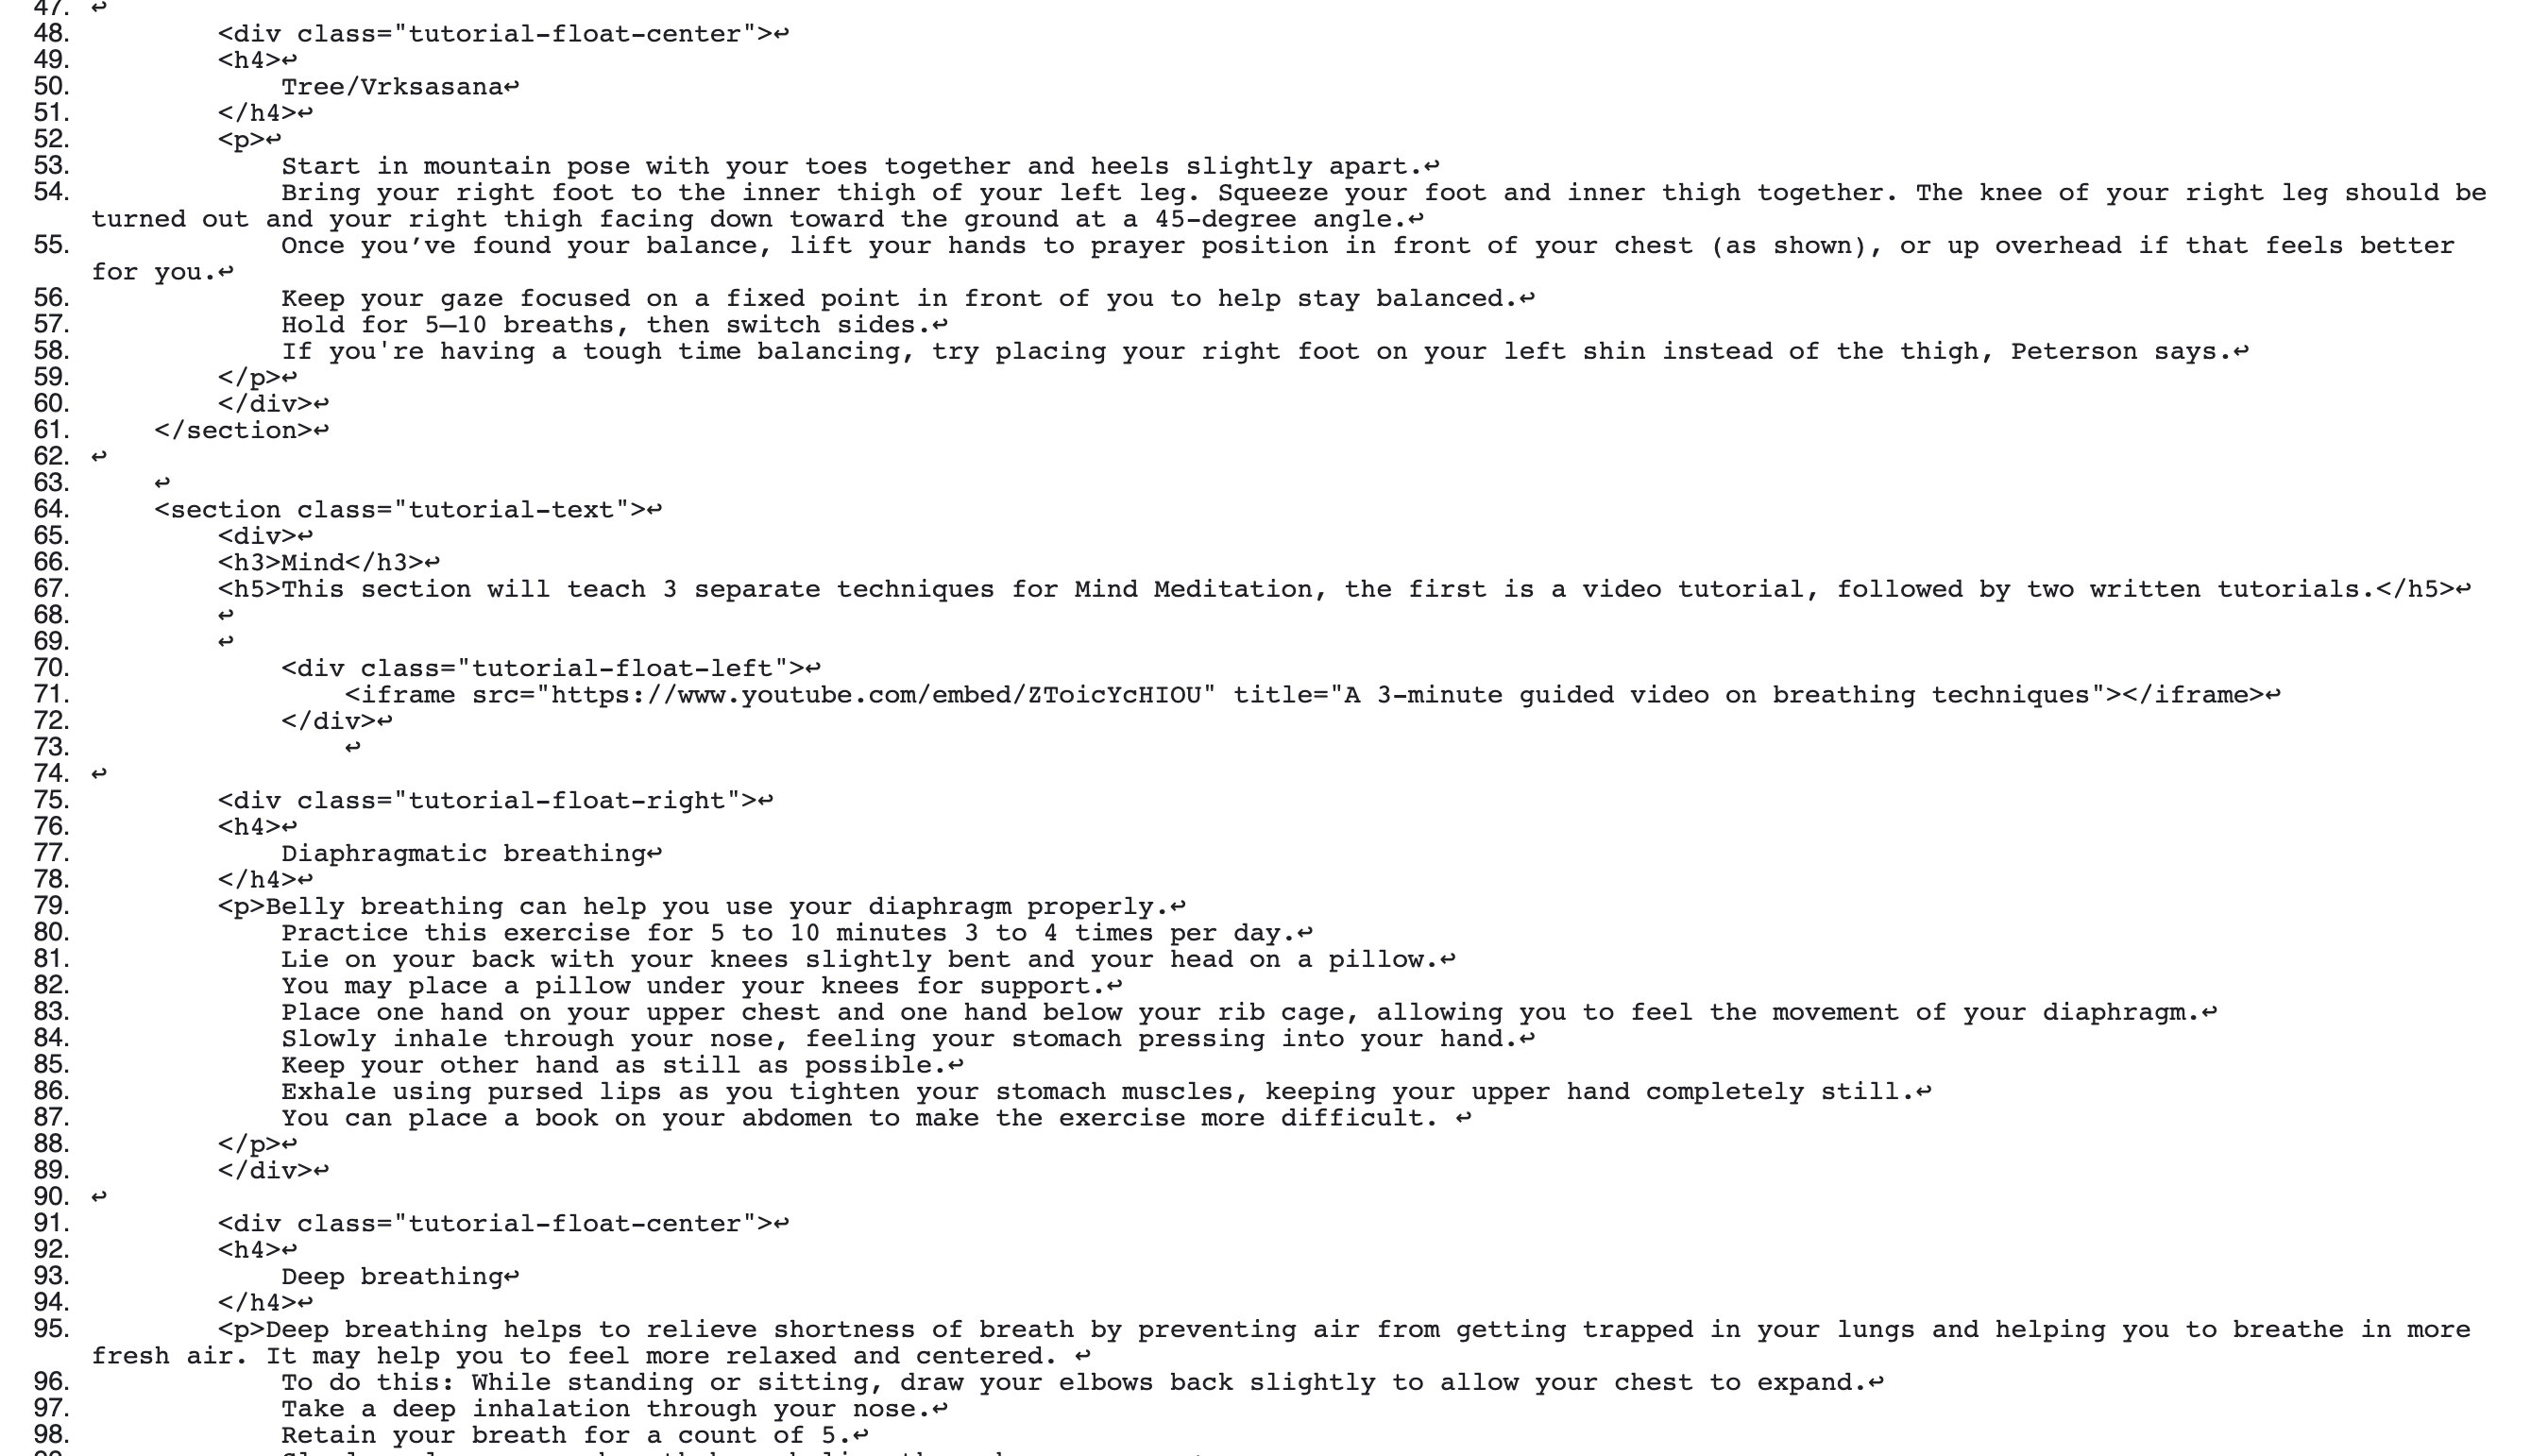 47. ↩
48.         <div class="tutorial-float-center">↩
49.         <h4>↩
50.             Tree/Vrksasana↩
51.         </h4>↩
52.         <p>↩
53.             Start in mountain pose with your toes together and heels slightly apart.↩
54.             Bring your right foot to the inner thigh of your left leg. Squeeze your foot and inner thigh together. The knee of your right leg should be
turned out and your right thigh facing down toward the ground at a 45-degree angle.↩
55.             Once you’ve found your balance, lift your hands to prayer position in front of your chest (as shown), or up overhead if that feels better
for you.↩
56.             Keep your gaze focused on a fixed point in front of you to help stay balanced.↩
57.             Hold for 5–10 breaths, then switch sides.↩
58.             If you're having a tough time balancing, try placing your right foot on your left shin instead of the thigh, Peterson says.↩
59.         </p>↩
60.         </div>↩
61.     </section>↩
62. ↩
63.     ↩
64.     <section class="tutorial-text">↩
65.         <div>↩
66.         <h3>Mind</h3>↩
67.         <h5>This section will teach 3 separate techniques for Mind Meditation, the first is a video tutorial, followed by two written tutorials.</h5>↩
68.         ↩
69.         ↩
70.             <div class="tutorial-float-left">↩
71.                 <iframe src="https://www.youtube.com/embed/ZToicYcHIOU" title="A 3-minute guided video on breathing techniques"></iframe>↩
72.             </div>↩
73.                 ↩
74. ↩
75.         <div class="tutorial-float-right">↩
76.         <h4>↩
77.             Diaphragmatic breathing↩
78.         </h4>↩
79.         <p>Belly breathing can help you use your diaphragm properly.↩
80.             Practice this exercise for 5 to 10 minutes 3 to 4 times per day.↩
81.             Lie on your back with your knees slightly bent and your head on a pillow.↩
82.             You may place a pillow under your knees for support.↩
83.             Place one hand on your upper chest and one hand below your rib cage, allowing you to feel the movement of your diaphragm.↩
84.             Slowly inhale through your nose, feeling your stomach pressing into your hand.↩
85.             Keep your other hand as still as possible.↩
86.             Exhale using pursed lips as you tighten your stomach muscles, keeping your upper hand completely still.↩
87.             You can place a book on your abdomen to make the exercise more difficult. ↩
88.         </p>↩
89.         </div>↩
90. ↩
91.         <div class="tutorial-float-center">↩
92.         <h4>↩
93.             Deep breathing↩
94.         </h4>↩
95.         <p>Deep breathing helps to relieve shortness of breath by preventing air from getting trapped in your lungs and helping you to breathe in more
fresh air. It may help you to feel more relaxed and centered. ↩
96.             To do this: While standing or sitting, draw your elbows back slightly to allow your chest to expand.↩
97.             Take a deep inhalation through your nose.↩
98.             Retain your breath for a count of 5.↩